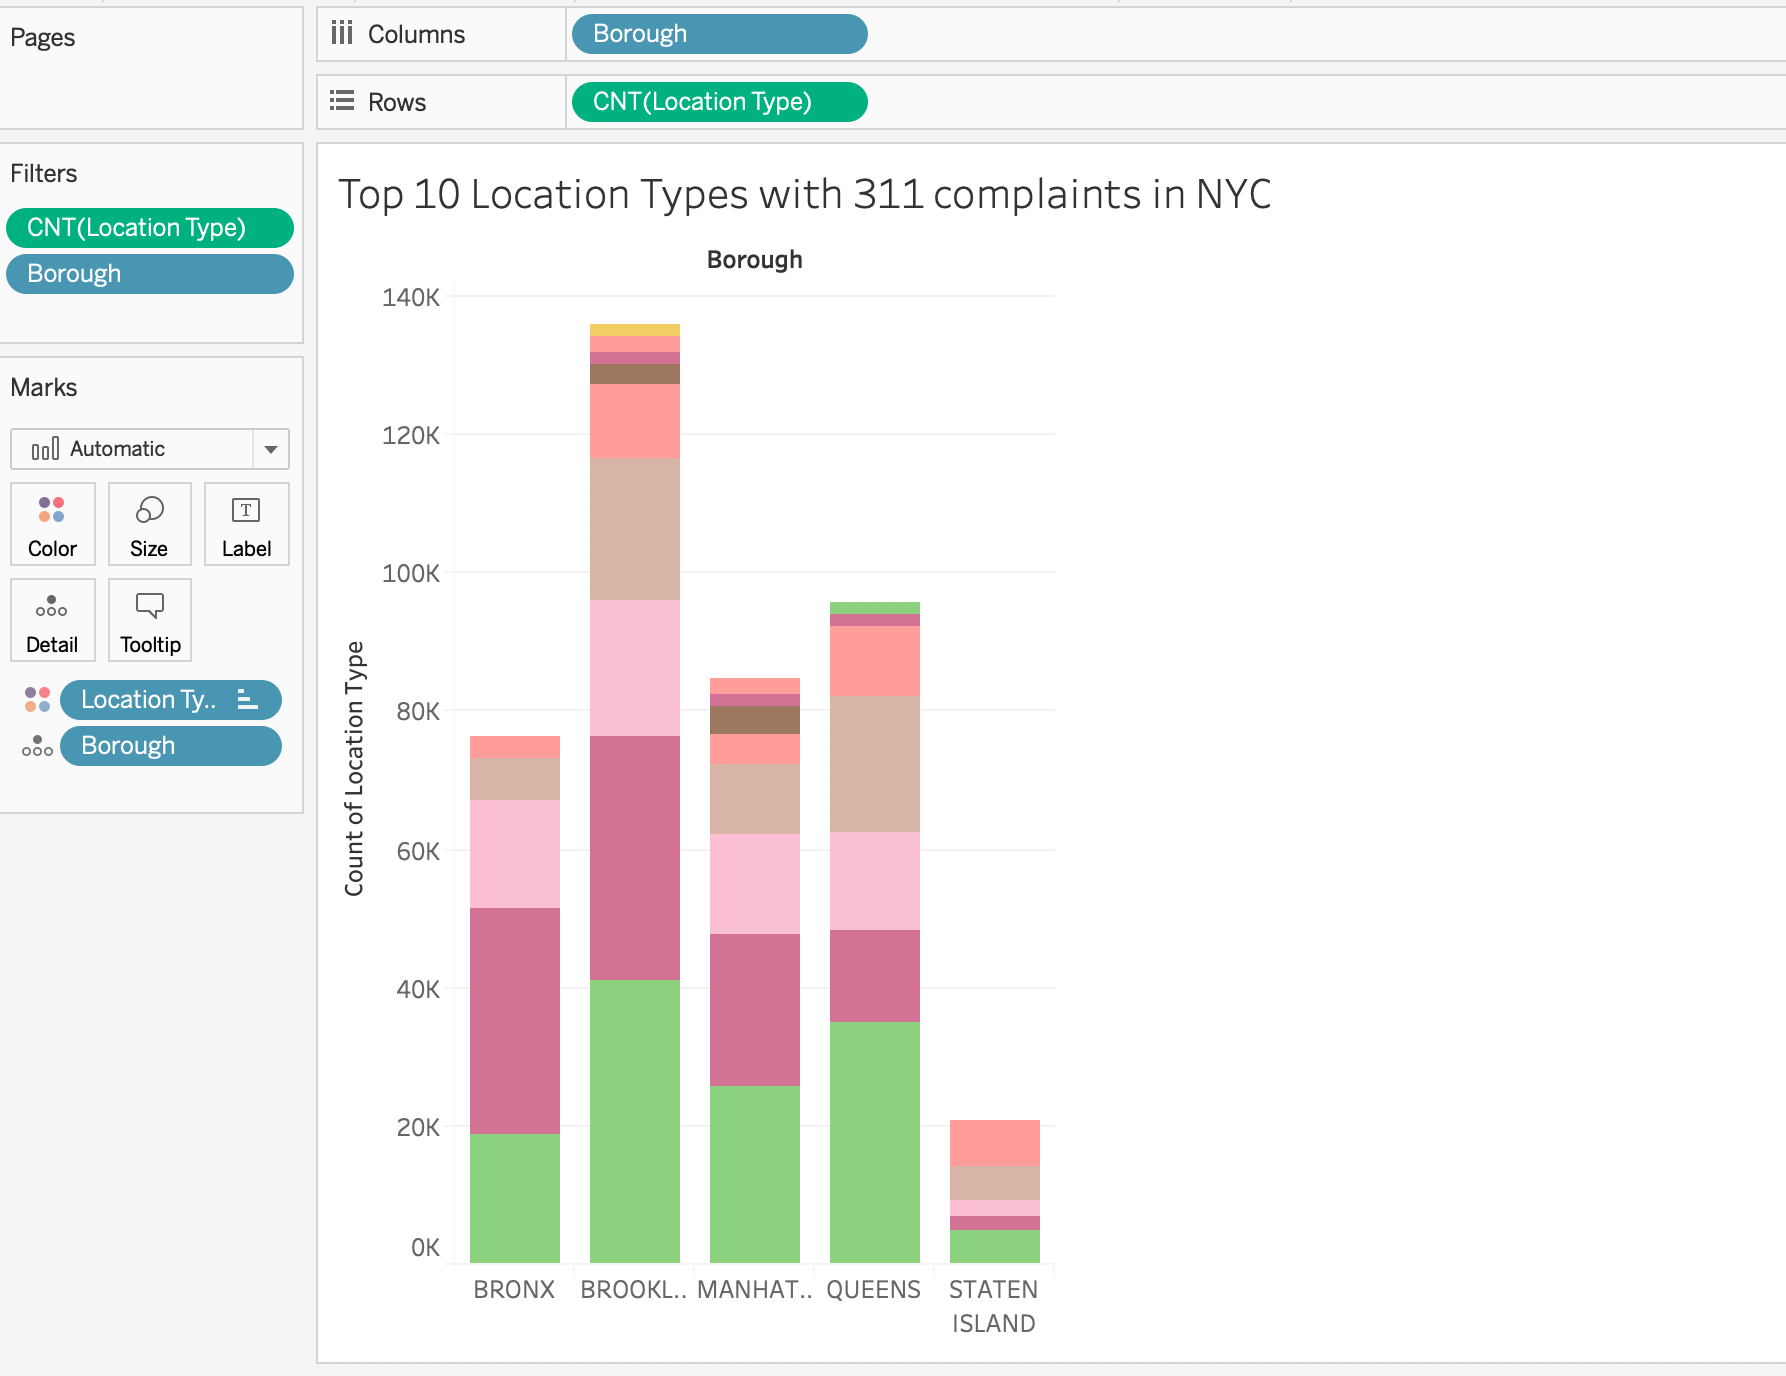 Pages
Columns
Borough
Rows
CNT(Location Type)
Filters
CNT(Location Type)
Borough
Marks
Automatic
Color
Size
T
Label
Detail
Tooltip
Location Ty..
Borough
Top 10 Location Types with 311 complaints in NYC
Borough
140K
120K
100K
80K
60K
40K
20K
0K
Count of Location Type
BRONX
BROOKL..
MANHAT..
QUEENS
STATEN
ISLAND